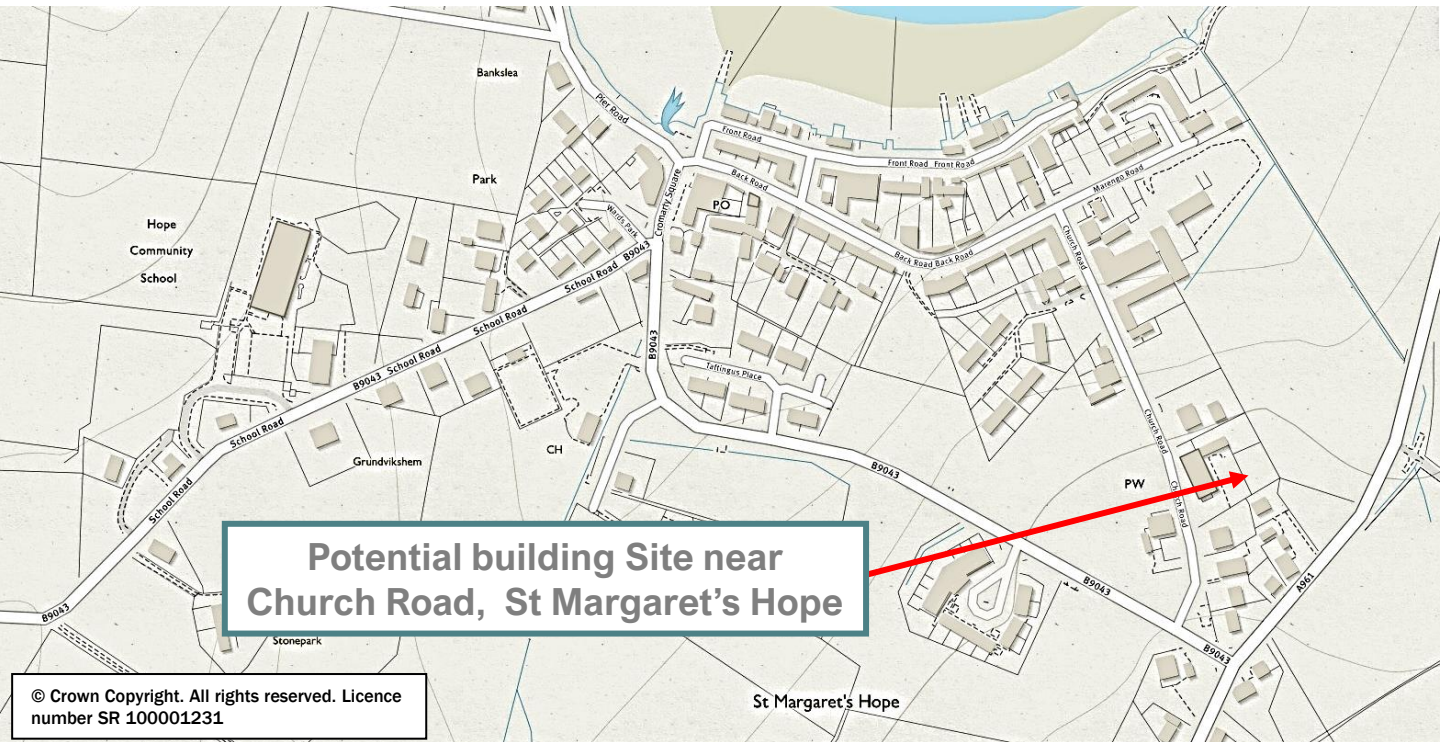 Bankslea
Pier Road
Front Road
Front Road Front Road
Park
Cromarty Square
Back Road
Marengo Road
PO
Wards Park
Hope
Community
School
School Road B9043
Back Road Back Road
Church Road
School Road
B9043
B9043 School Road
Taftingus Place
Church Road
School Road
Grundvikshem
CH
B9043
PW
School Road
Church Road
Potential building Site near
Church Road, St Margaret’s Hope
B9043
A961
B9043
Stonepark
B9043
© Crown Copyright. All rights reserved. Licence
number SR 100001231
St Margaret's Hope